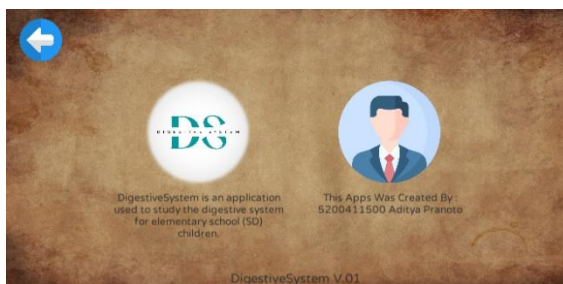 DS
DIGESTIVE SYSTEM
DigestiveSystem is an application
used to study the digestive system
for elementary school (SD)
children.
This Apps Was Created By :
5200411500 Aditya Pranoto
DigestiveSystem V.01